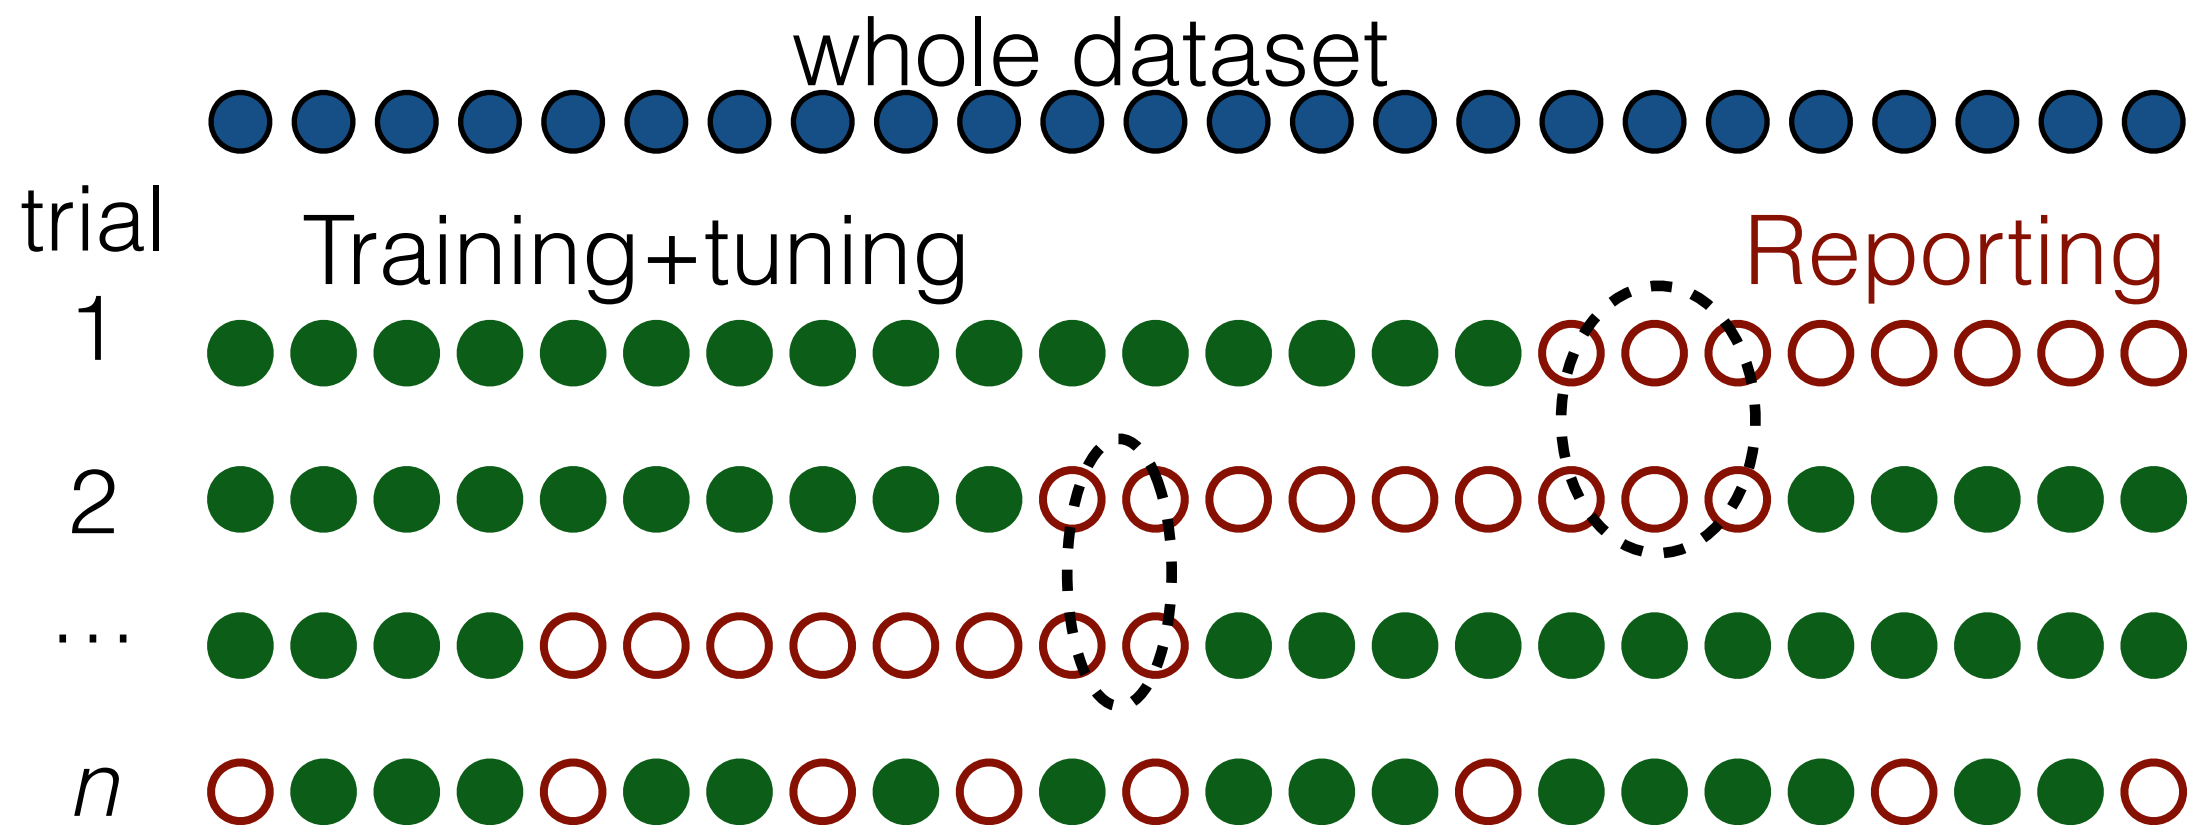 whole dataset
trial
Training+tuning
Reporting
1
2
...
n